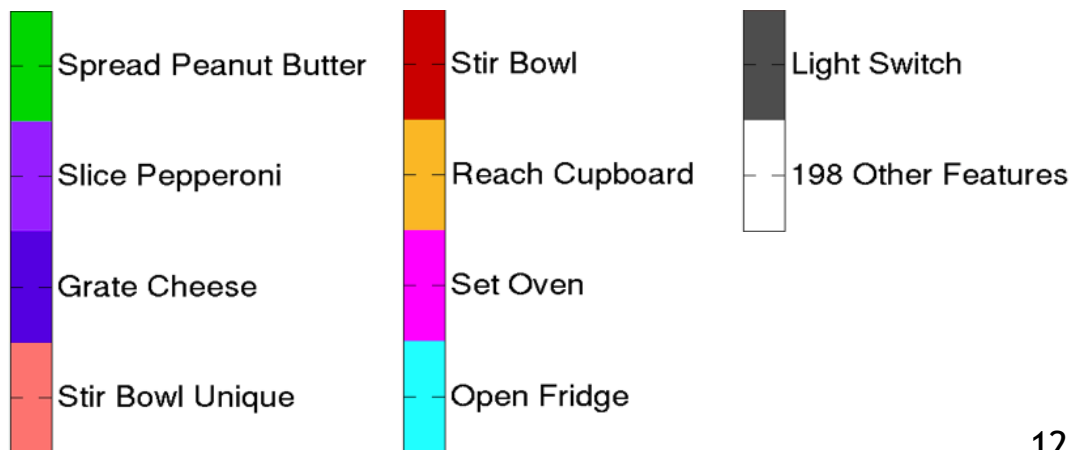 Spread Peanut Butter
Slice Pepperoni
Grate Cheese
Stir Bowl Unique
Stir Bowl
Reach Cupboard
Set Oven
Open Fridge
Light Switch
198 Other Features
12